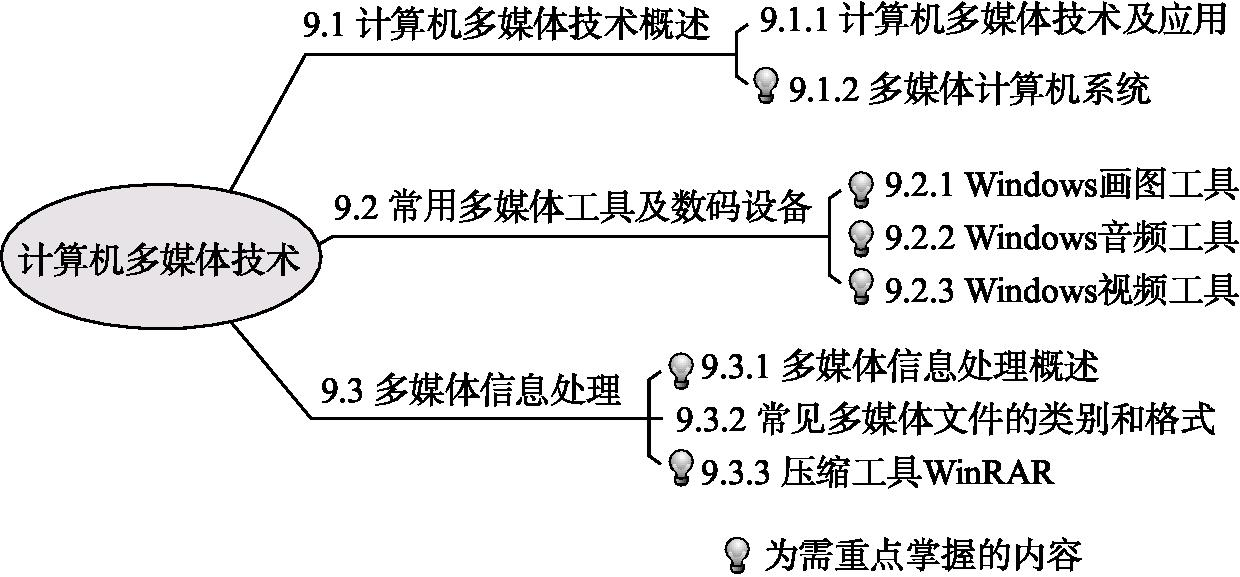 计算机多媒体技术
9.1 计算机多媒体技术概述
9.1.1 计算机多媒体技术及应用
9.1.2 多媒体计算机系统
9.2 常用多媒体工具及数码设备
9.2.1 Windows画图工具
9.2.2 Windows音频工具
9.2.3 Windows视频工具
9.3 多媒体信息处理
9.3.1 多媒体信息处理概述
9.3.2 常见多媒体文件的类别和格式
9.3.3 压缩工具WinRAR
为需重点掌握的内容